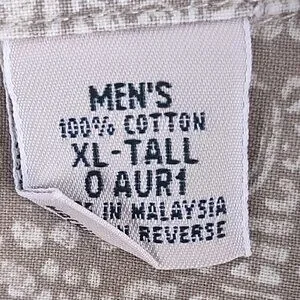 MEN'S
100% COTTON
XL-TALL
0 AUR1
IN MALAYSIA
REVERSE